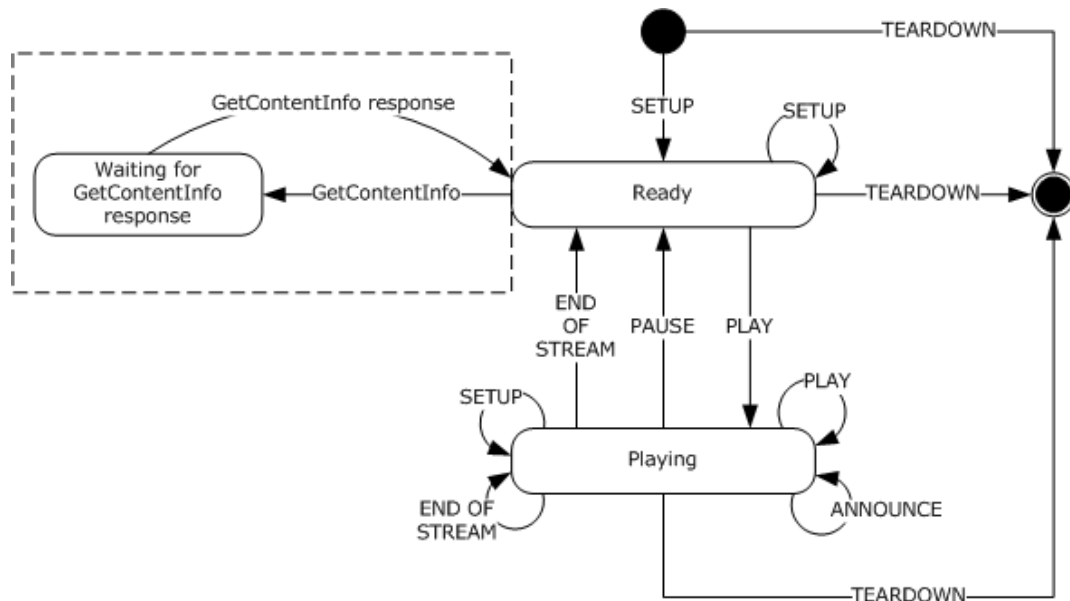 TEARDOWN
GetContentInfo response
SETUP
SETUP
Waiting for
GetContentInfo
response
GetContentInfo
Ready
TEARDOWN
END
OF
STREAM
PAUSE
PLAY
SETUP
PLAY
Playing
END OF
STREAM
ANNOUNCE
TEARDOWN